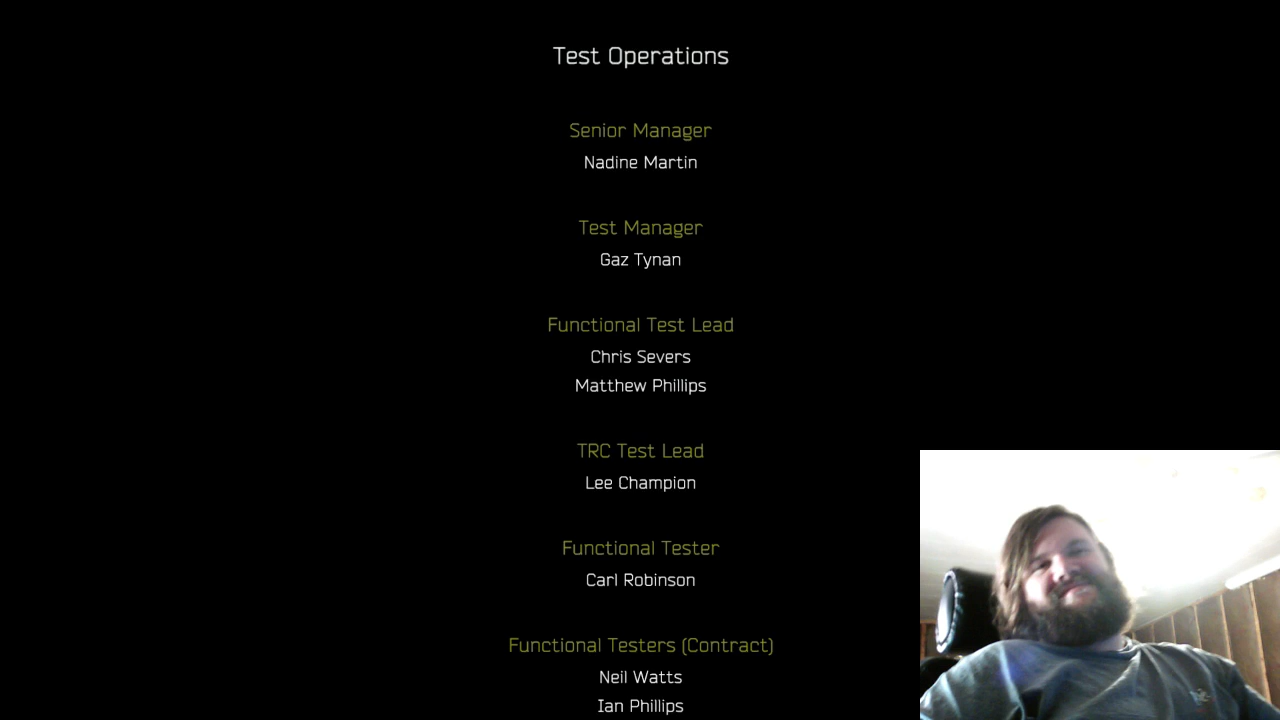 Test Operations
Senior Manager
Nadine Martin
Test Manager
Gaz Tynan
Functional Test Lead
Chris Severs
Matthew Phillips
TRC Test Lead
Lee Champion
Functional Tester
Carl Robinson
Functional Testers (Contract)
Neil Watts
Ian Phillips